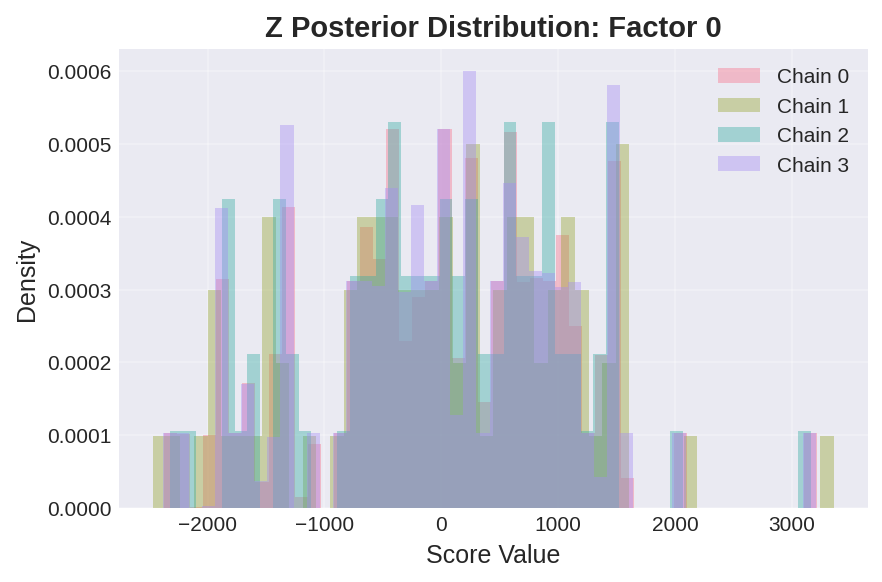 Z Posterior Distribution: Factor 0
Chain 0
Chain 1
Chain 2
Chain 3
Density
0.0006
0.0005
0.0004
0.0003
0.0002
0.0001
0.0000
−2000 −1000 0 1000 2000 3000
Score Value